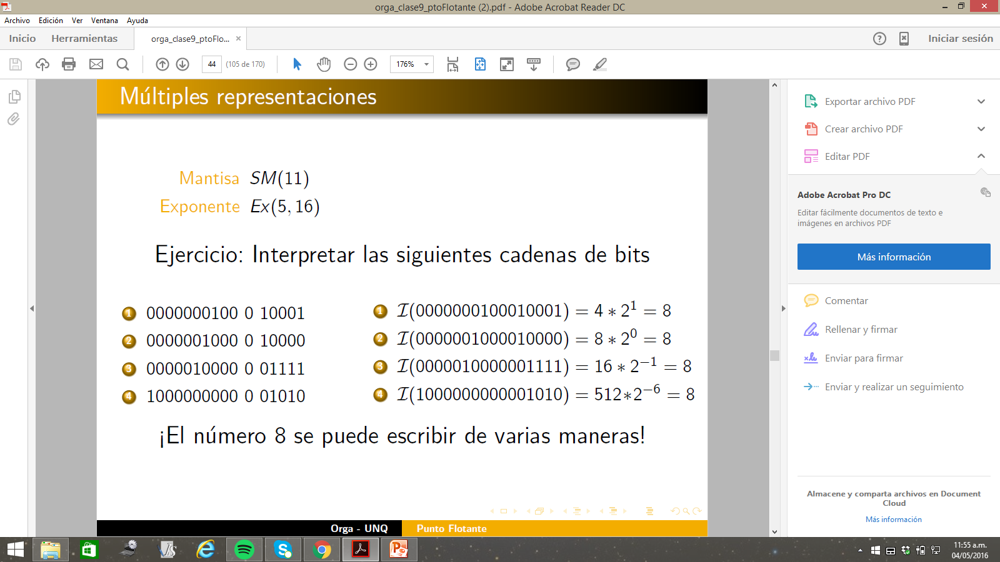 orga_clase9_ptoFlotante (2).pdf - Adobe Acrobat Reader DC
Archivo Edición Ver Ventana Ayuda
Inicio Herramientas orga_clase9_ptoFlo... × Iniciar sesión
44 (105 de 170) 176%
Múltiples representaciones
Mantisa SM(11)
Exponente Ex(5, 16)
Ejercicio: Interpretar las siguientes cadenas de bits
1 0000000100 0 10001
2 0000001000 0 10000
3 0000010000 0 01111
4 1000000000 0 01010
1 I(0000000100010001) = 4 ∗ 2^1 = 8
2 I(0000001000010000) = 8 ∗ 2^0 = 8
3 I(0000010000001111) = 16 ∗ 2^−1 = 8
4 I(1000000000001010) = 512∗2^−6 = 8
¡El número 8 se puede escribir de varias maneras!
Orga - UNQ Punto Flotante
Exportar archivo PDF
Crear archivo PDF
Editar PDF
Adobe Acrobat Pro DC
Editar fácilmente documentos de texto e
imágenes en archivos PDF
Más información
Comentar
Rellenar y firmar
Enviar para firmar
Enviar y realizar un seguimiento
Almacene y comparta archivos en Document
Cloud
Más información
11:55 a.m.
04/05/2016